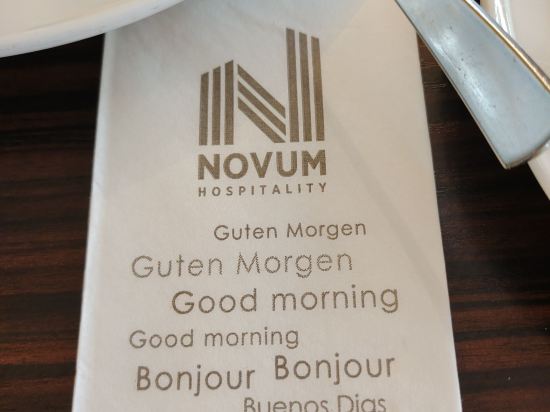 NOVUM
HOSPITALITY
Guten Morgen
Guten Morgen
Good morning
Good morning
Bonjour Bonjour
Buenos Dias